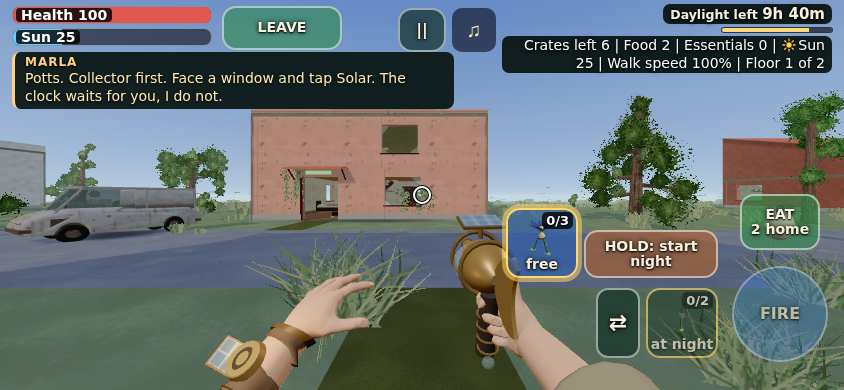 Health 100
Sun 25
LEAVE
Daylight left 9h 40m
Crates left 6 | Food 2 | Essentials 0 | ☀Sun
25 | Walk speed 100% | Floor 1 of 2
MARLA
Potts. Collector first. Face a window and tap Solar. The
clock waits for you, I do not.
0/3
free
HOLD: start
night
EAT
2 home
0/2
at night
FIRE